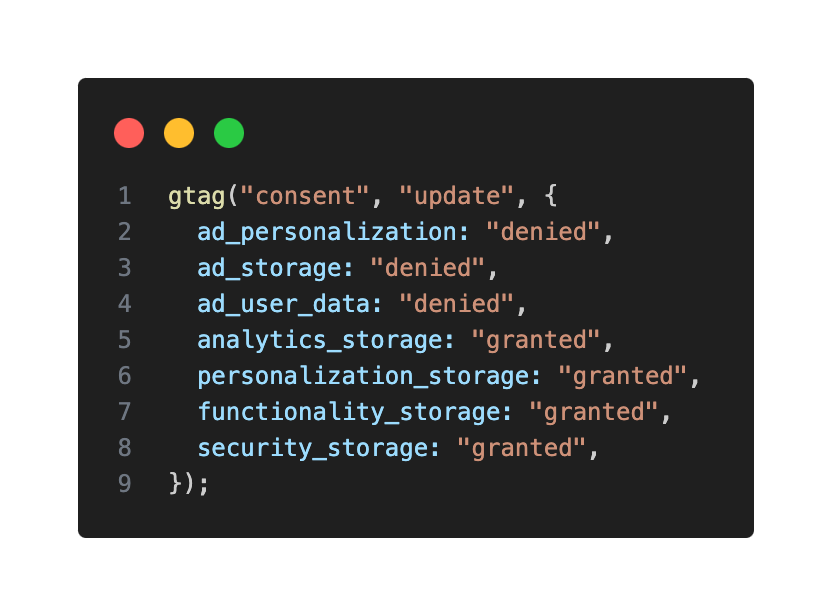 1 gtag("consent", "update", {
2   ad_personalization: "denied",
3   ad_storage: "denied",
4   ad_user_data: "denied",
5   analytics_storage: "granted",
6   personalization_storage: "granted",
7   functionality_storage: "granted",
8   security_storage: "granted",
9 });